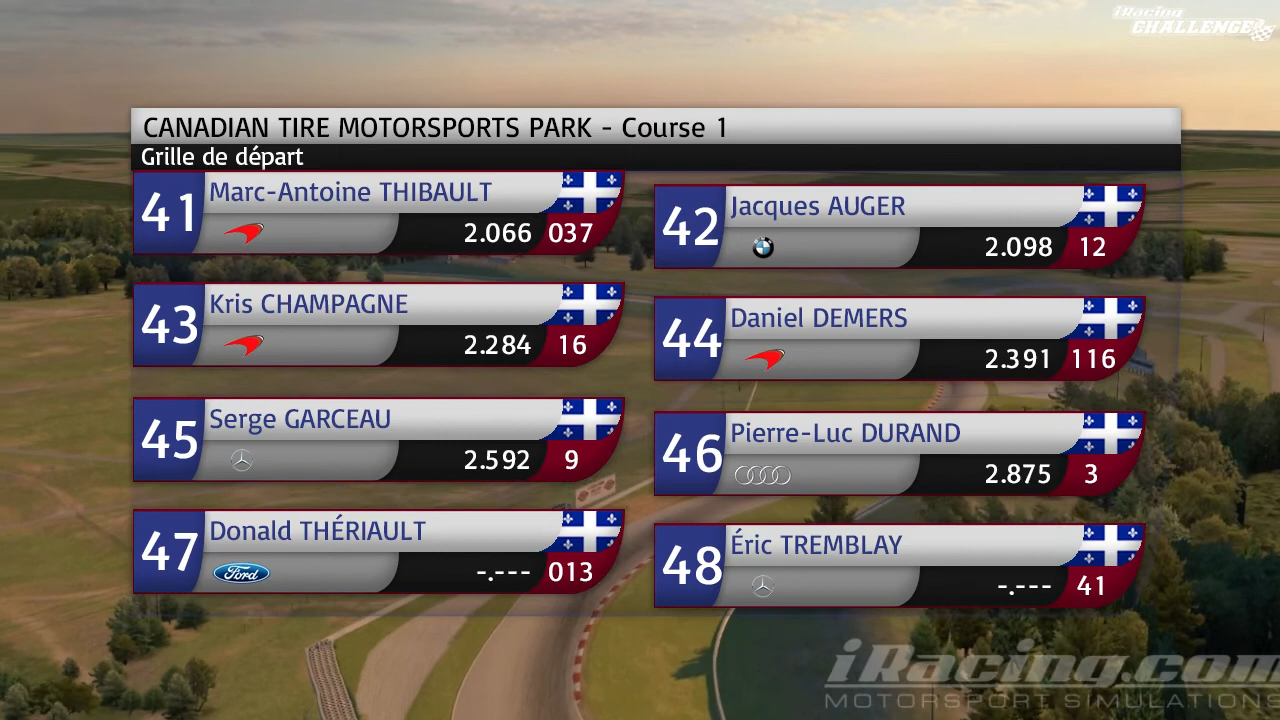 iRacing
CHALLENGE
CANADIAN TIRE MOTORSPORTS PARK - Course 1
Grille de départ
41 Marc-Antoine THIBAULT
2.066 037
42 Jacques AUGER
2.098 12
43 Kris CHAMPAGNE
2.284 16
44 Daniel DEMERS
2.391 116
45 Serge GARCEAU
2.592 9
46 Pierre-Luc DURAND
2.875 3
47 Donald THÉRIAULT
Ford -.--- 013
48 Éric TREMBLAY
-.--- 41
iRacing.com
MOTORSPORT SIMULATIONS